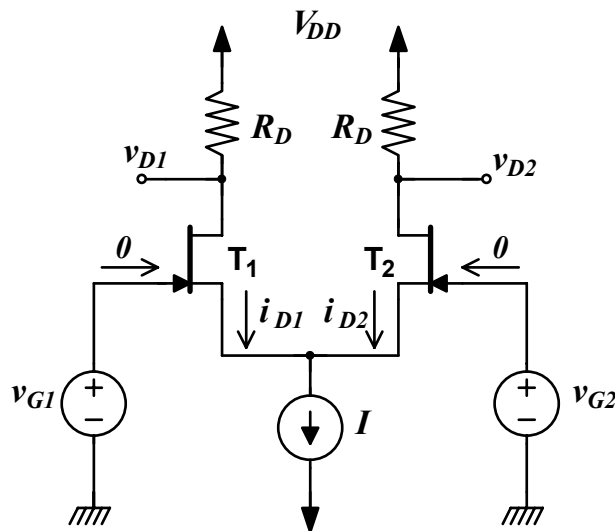 V_DD
R_D R_D
v_D1 v_D2
0 T_1 T_2 0
i_D1 i_D2
v_G1 + − + − v_G2
I